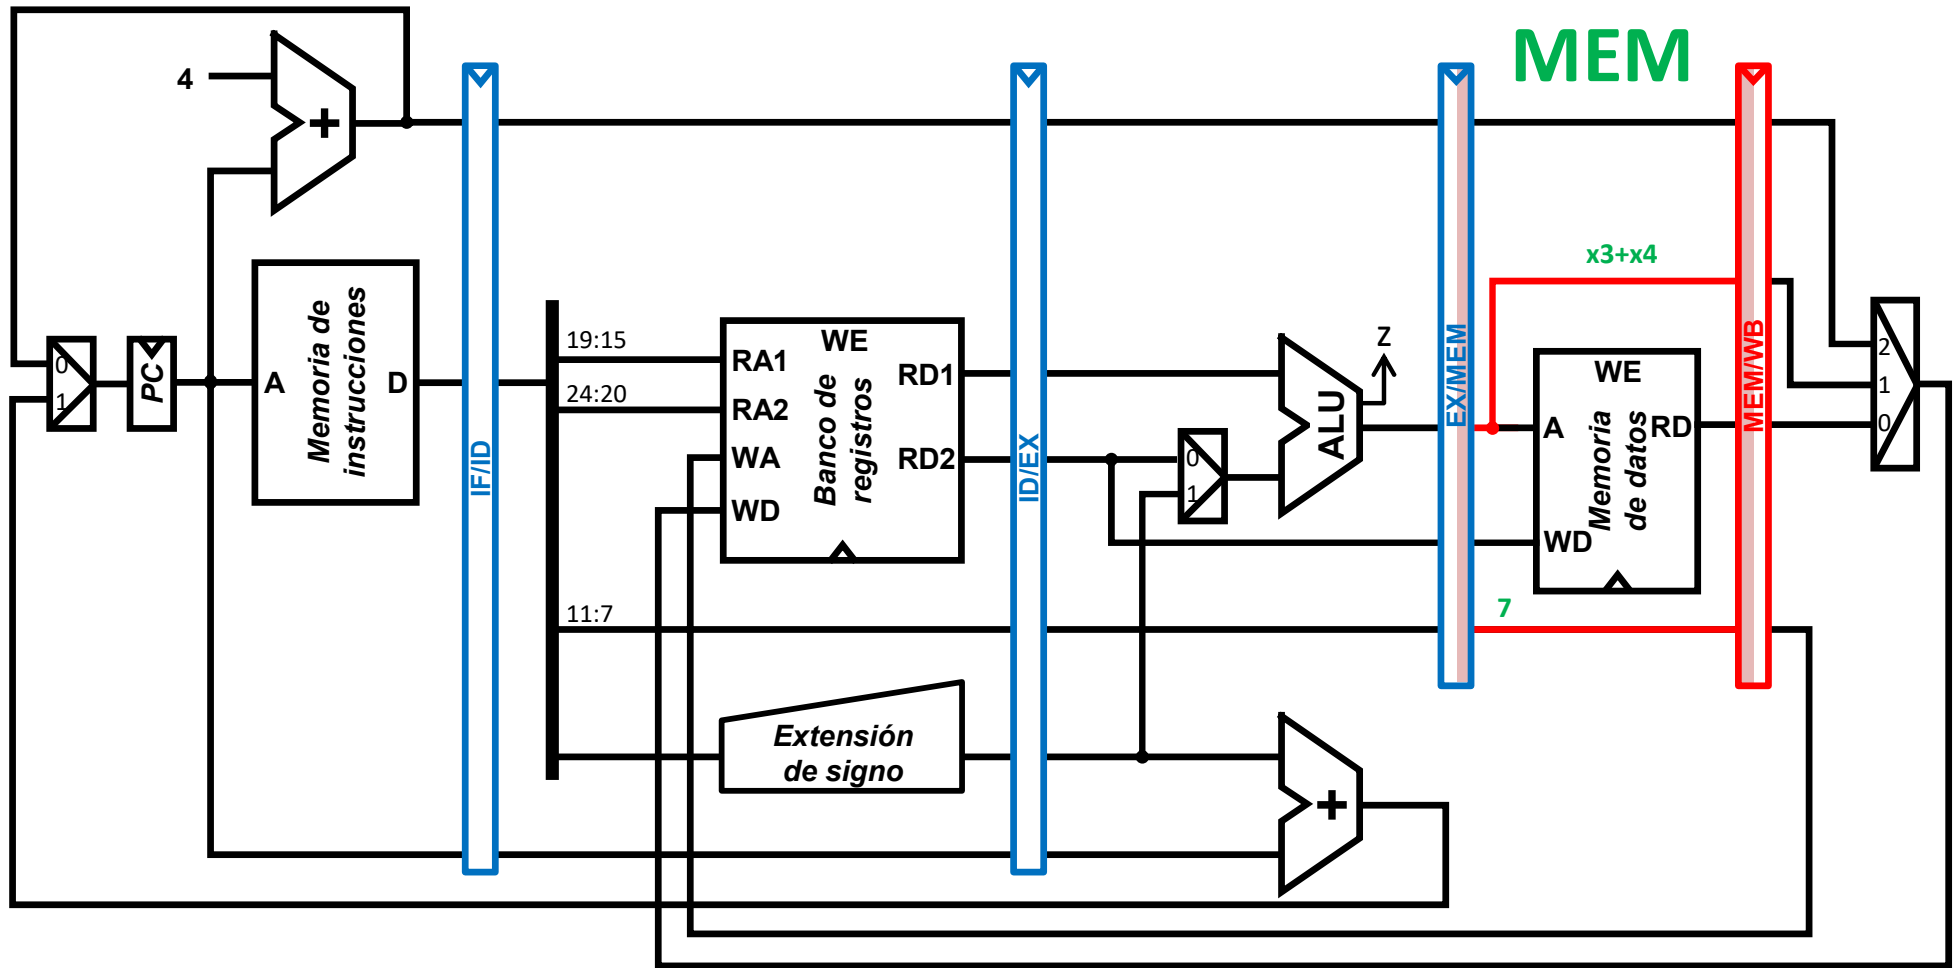 MEM
4
+
x3+x4
Memoria de
instrucciones
A
D
0
1
PC
IF/ID
19:15
24:20
11:7
WE
RA1
RA2
WA
WD
Banco de
registros
RD1
RD2
ID/EX
0
1
ALU
Z
EX/MEM
WE
A
RD
WD
Memoria
de datos
7
MEM/WB
2
1
0
Extensión
de signo
+